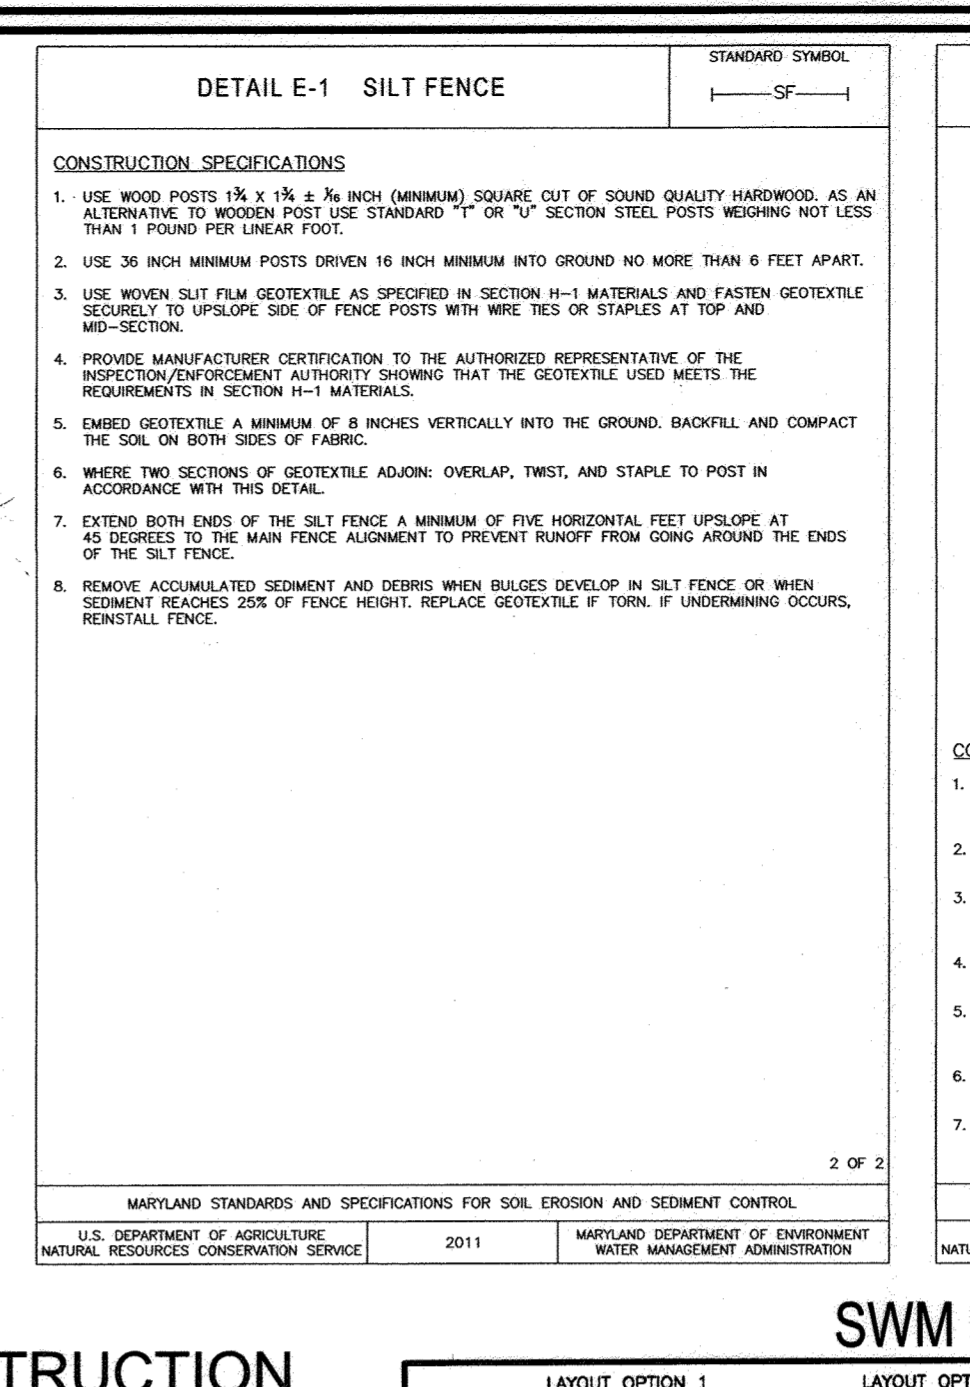 DETAIL E-1 SILT FENCE
STANDARD SYMBOL
SF
CONSTRUCTION SPECIFICATIONS
1. USE WOOD POSTS 1¾ X 1¾ ± 1⁄16 INCH (MINIMUM) SQUARE CUT OF SOUND QUALITY HARDWOOD. AS AN
ALTERNATIVE TO WOODEN POST USE STANDARD "T" OR "U" SECTION STEEL POSTS WEIGHING NOT LESS
THAN 1 POUND PER LINEAR FOOT.
2. USE 36 INCH MINIMUM POSTS DRIVEN 16 INCH MINIMUM INTO GROUND NO MORE THAN 6 FEET APART.
3. USE WOVEN SLIT FILM GEOTEXTILE AS SPECIFIED IN SECTION H-1 MATERIALS AND FASTEN GEOTEXTILE
SECURELY TO UPSLOPE SIDE OF FENCE POSTS WITH WIRE TIES OR STAPLES AT TOP AND
MID-SECTION.
4. PROVIDE MANUFACTURER CERTIFICATION TO THE AUTHORIZED REPRESENTATIVE OF THE
INSPECTION/ENFORCEMENT AUTHORITY SHOWING THAT THE GEOTEXTILE USED MEETS THE
REQUIREMENTS IN SECTION H-1 MATERIALS.
5. EMBED GEOTEXTILE A MINIMUM OF 8 INCHES VERTICALLY INTO THE GROUND. BACKFILL AND COMPACT
THE SOIL ON BOTH SIDES OF FABRIC.
6. WHERE TWO SECTIONS OF GEOTEXTILE ADJOIN: OVERLAP, TWIST, AND STAPLE TO POST IN
ACCORDANCE WITH THIS DETAIL.
7. EXTEND BOTH ENDS OF THE SILT FENCE A MINIMUM OF FIVE HORIZONTAL FEET UPSLOPE AT
45 DEGREES TO THE MAIN FENCE ALIGNMENT TO PREVENT RUNOFF FROM GOING AROUND THE ENDS
OF THE SILT FENCE.
8. REMOVE ACCUMULATED SEDIMENT AND DEBRIS WHEN BULGES DEVELOP IN SILT FENCE OR WHEN
SEDIMENT REACHES 25% OF FENCE HEIGHT. REPLACE GEOTEXTILE IF TORN. IF UNDERMINING OCCURS,
REINSTALL FENCE.
2 OF 2
MARYLAND STANDARDS AND SPECIFICATIONS FOR SOIL EROSION AND SEDIMENT CONTROL
U.S. DEPARTMENT OF AGRICULTURE
NATURAL RESOURCES CONSERVATION SERVICE
2011
MARYLAND DEPARTMENT OF ENVIRONMENT
WATER MANAGEMENT ADMINISTRATION
CO
1.
2.
3.
4.
5.
6.
7.
NATU
SWM
TRUCTION
LAYOUT OPTION 1
LAYOUT OPT